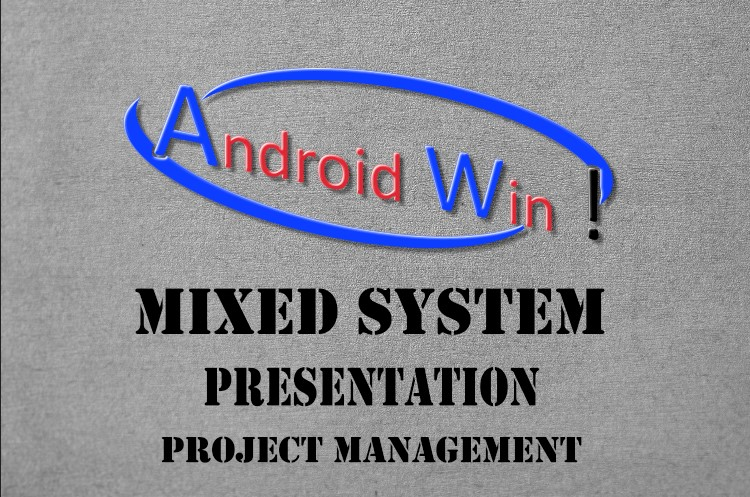 Android Win !
MIXED SYSTEM
PRESENTATION
PROJECT MANAGEMENT